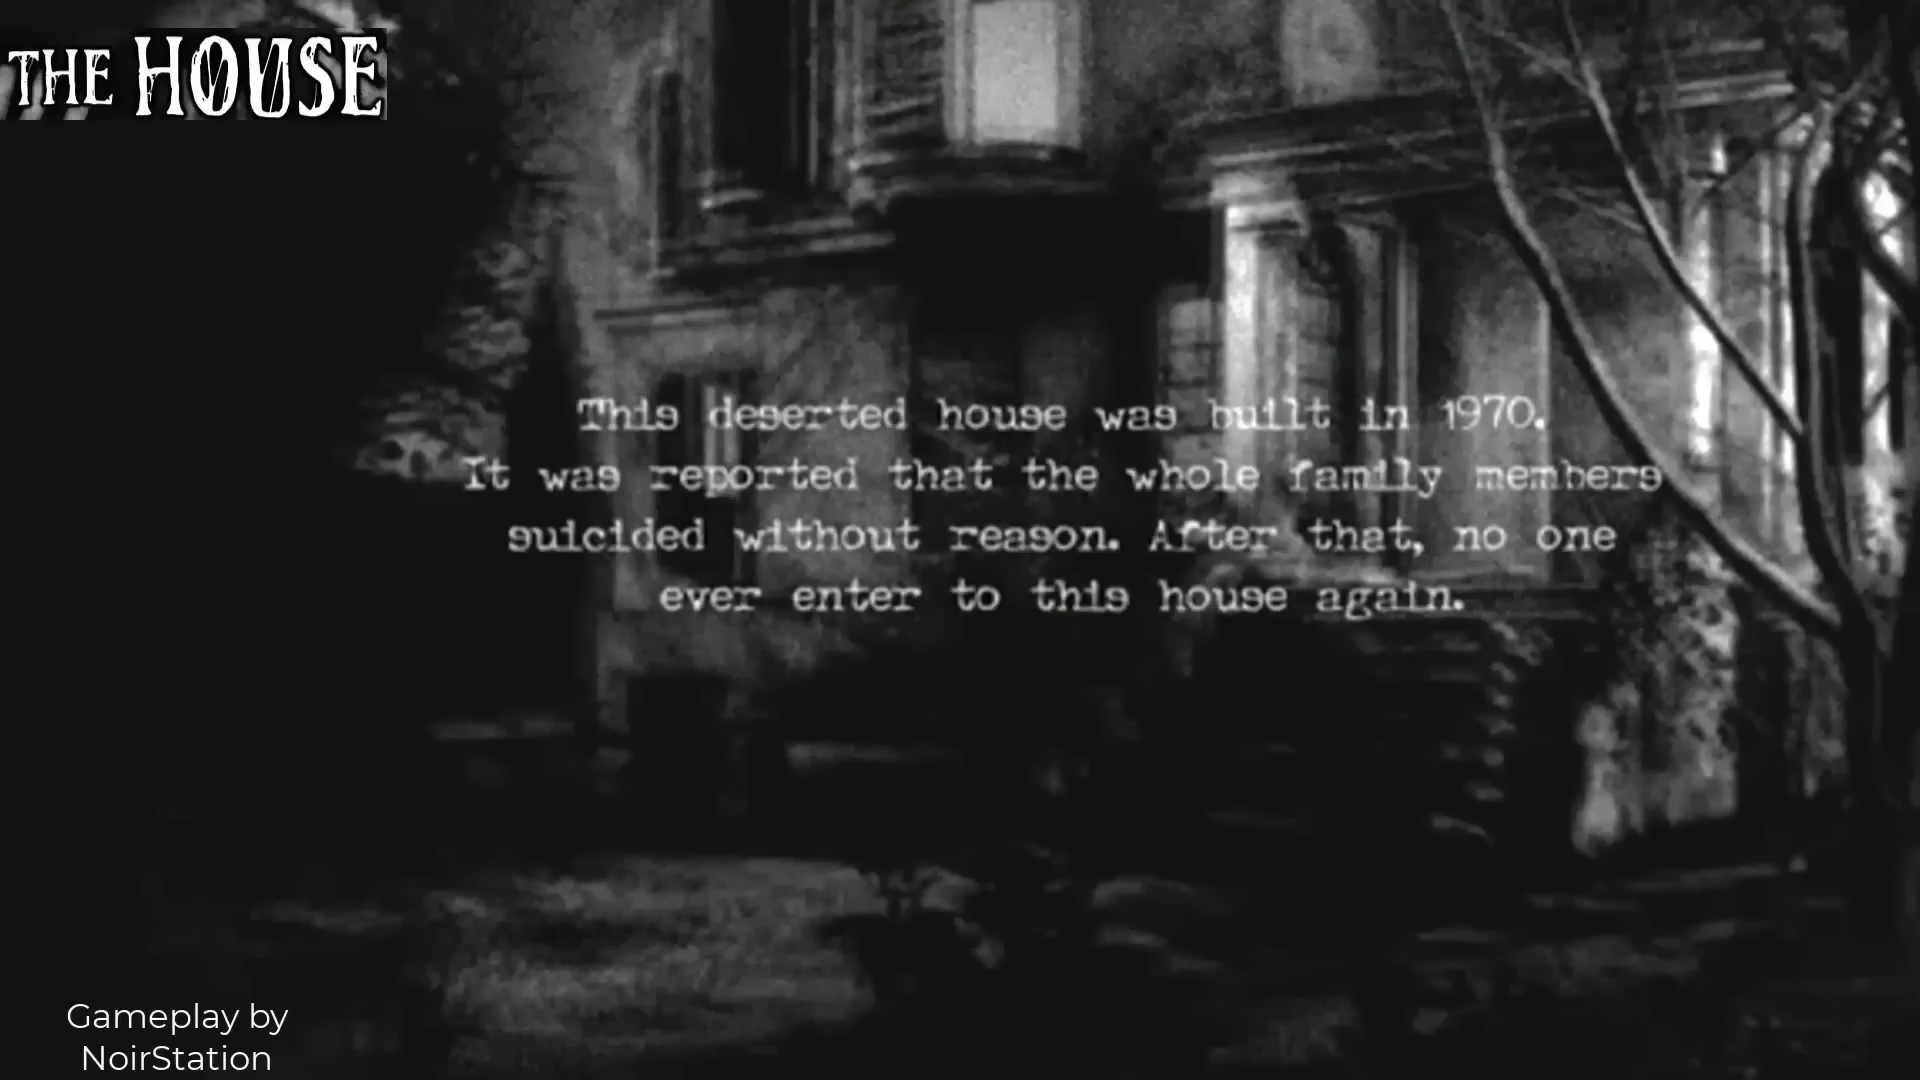 THE HOUSE
This deserted house was built in 1970.
It was reported that the whole family members
suicided without reason. After that, no one
ever enter to this house again.
Gameplay by
NoirStation